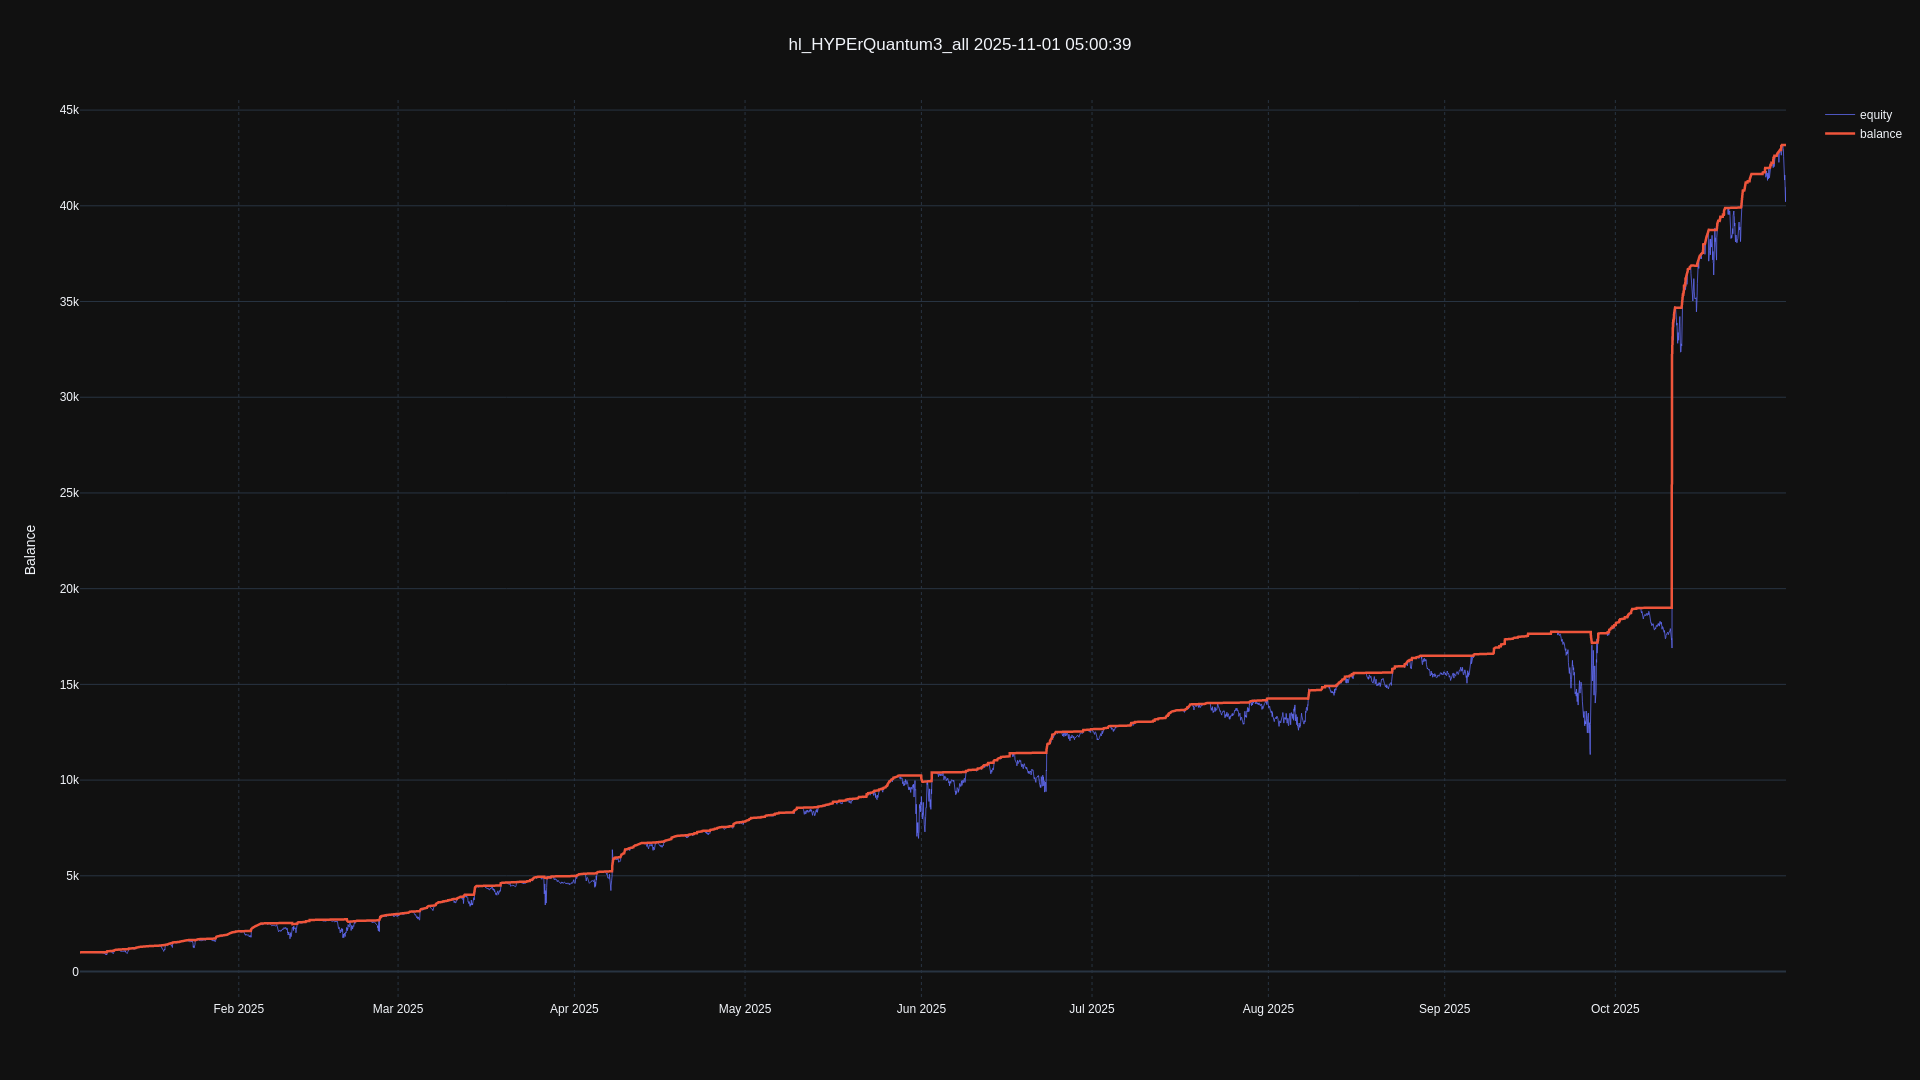 hl_HYPErQuantum3_all 2025-11-01 05:00:39
equity
balance
Balance
45k
40k
35k
30k
25k
20k
15k
10k
5k
0
Feb 2025
Mar 2025
Apr 2025
May 2025
Jun 2025
Jul 2025
Aug 2025
Sep 2025
Oct 2025